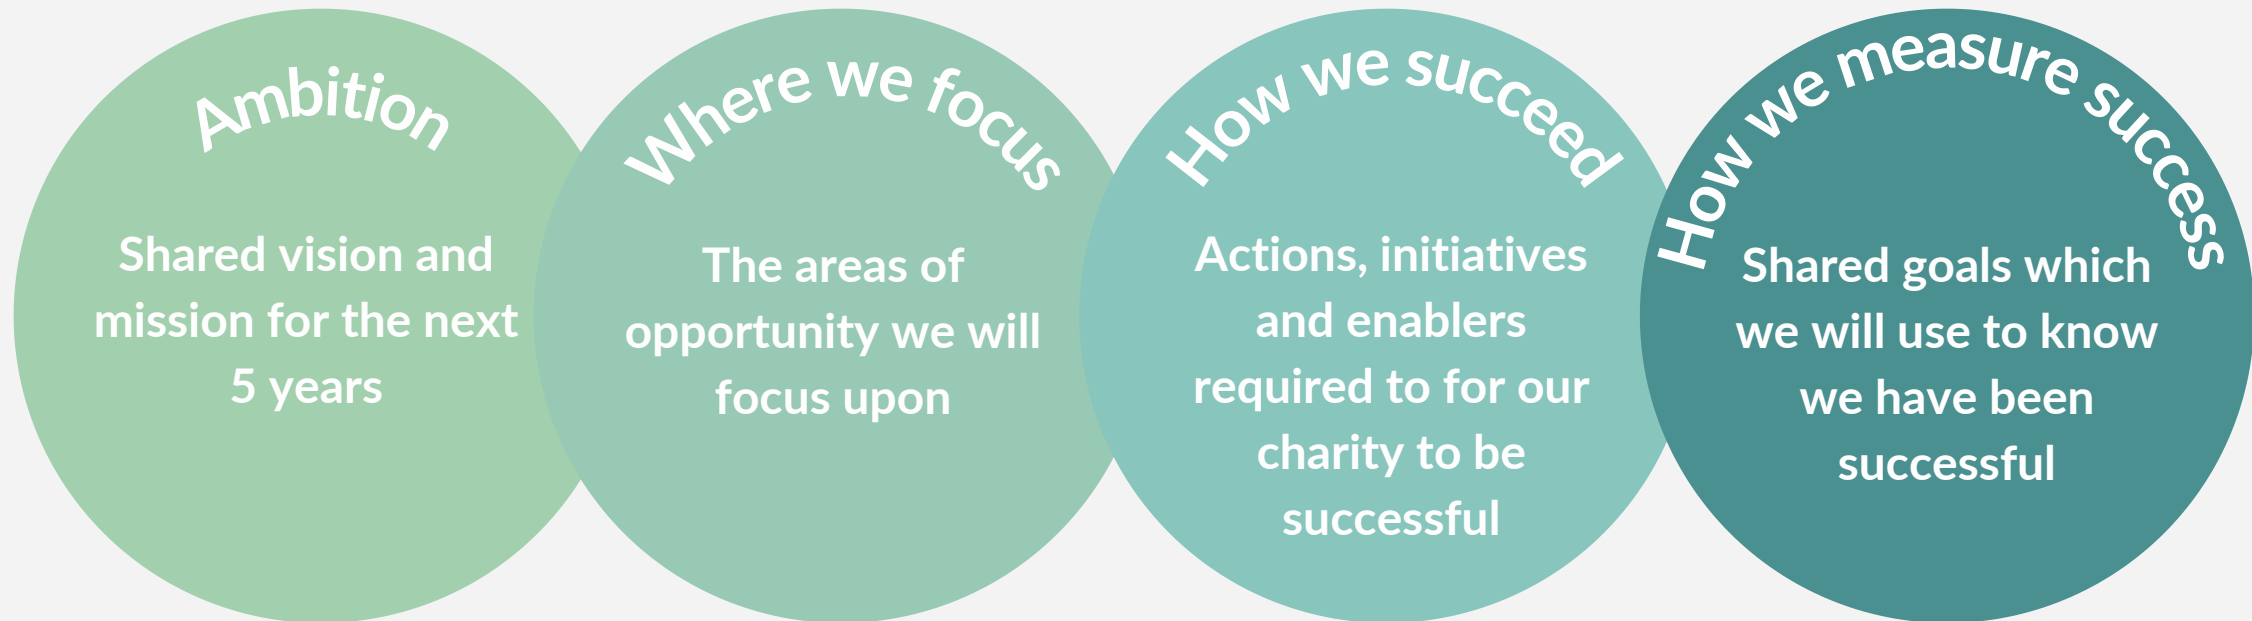 Ambition
Shared vision and
mission for the next
5 years
Where we focus
The areas of
opportunity we will
focus upon
How we succeed
Actions, initiatives
and enablers
required to for our
charity to be
successful
How we measure success
Shared goals which
we will use to know
we have been
successful